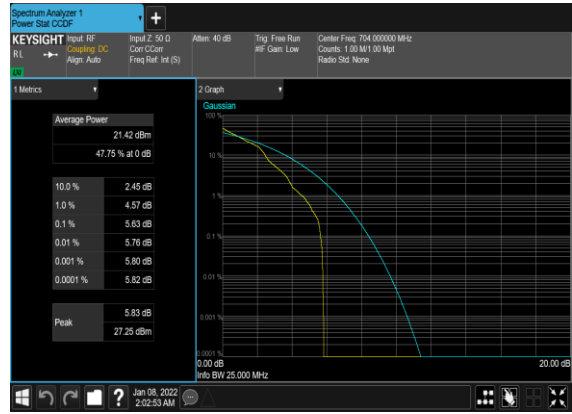 Spectrum Analyzer 1
Power Stat CCDF
KEYSIGHT
RL
Input: RF
Coupling: DC
Align: Auto
Input Z: 50 Ω
Corr CCorr
Freq Ref: Int (S)
Atten: 40 dB
Trig: Free Run
#IF Gain: Low
Center Freq: 704.000000 MHz
Counts: 1.00 M/1.00 Mpt
Radio Std: None
1 Metrics
Average Power
21.42 dBm
47.75 % at 0 dB
10.0 % 2.45 dB
1.0 % 4.57 dB
0.1 % 5.63 dB
0.01 % 5.76 dB
0.001 % 5.80 dB
0.0001 % 5.82 dB
Peak 5.83 dB
27.25 dBm
2 Graph
Gaussian
100 %
10 %
1 %
0.1 %
0.01 %
0.001 %
0.0001 %
0.00 dB 20.00 dB
Info BW 25.000 MHz
Jan 08, 2022
2:02:53 AM